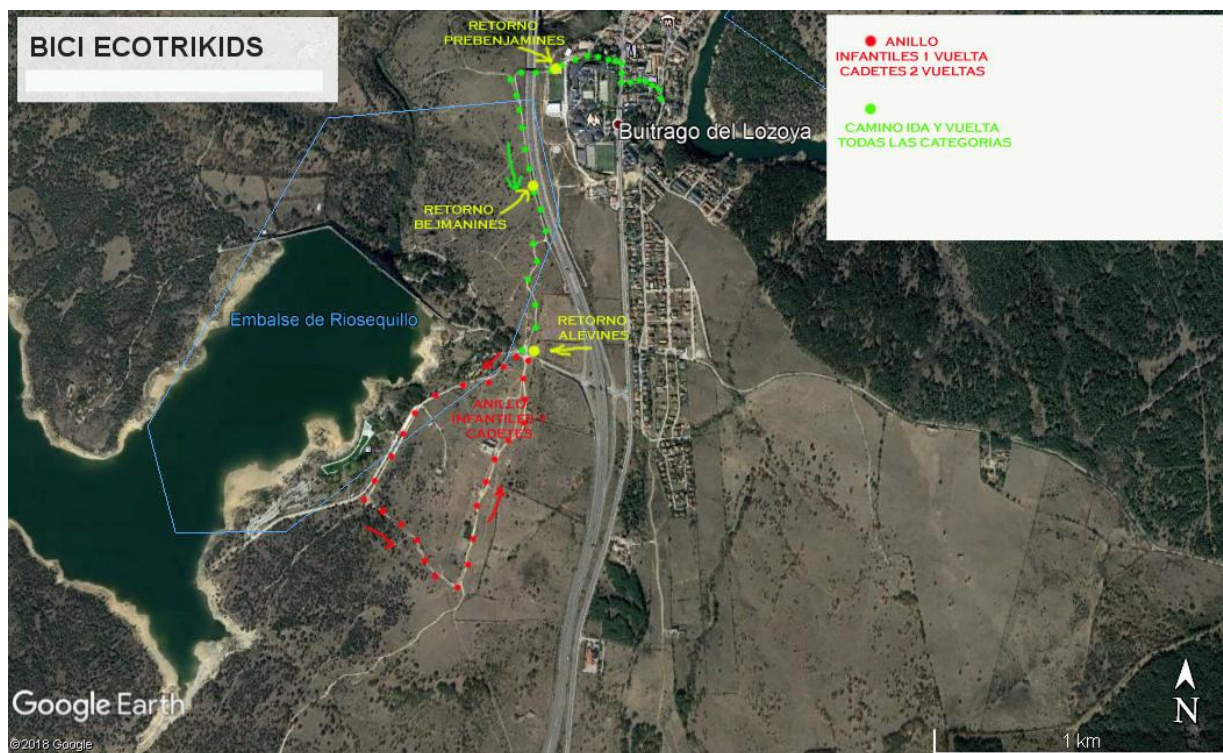 BICI ECOTRIKIDS
RETORNO
PREBENJAMINES
ANILLO
INFANTILES 1 VUELTA
CADETES 2 VUELTAS
CAMINO IDA Y VUELTA
TODAS LAS CATEGORIAS
Buitrago del Lozoya
RETORNO
BEJMANINES
Embalse de Riosequillo
RETORNO
ALEVINES
ANILLO
INFANTILES Y
CADETES
Google Earth
©2018 Google
N
1 km